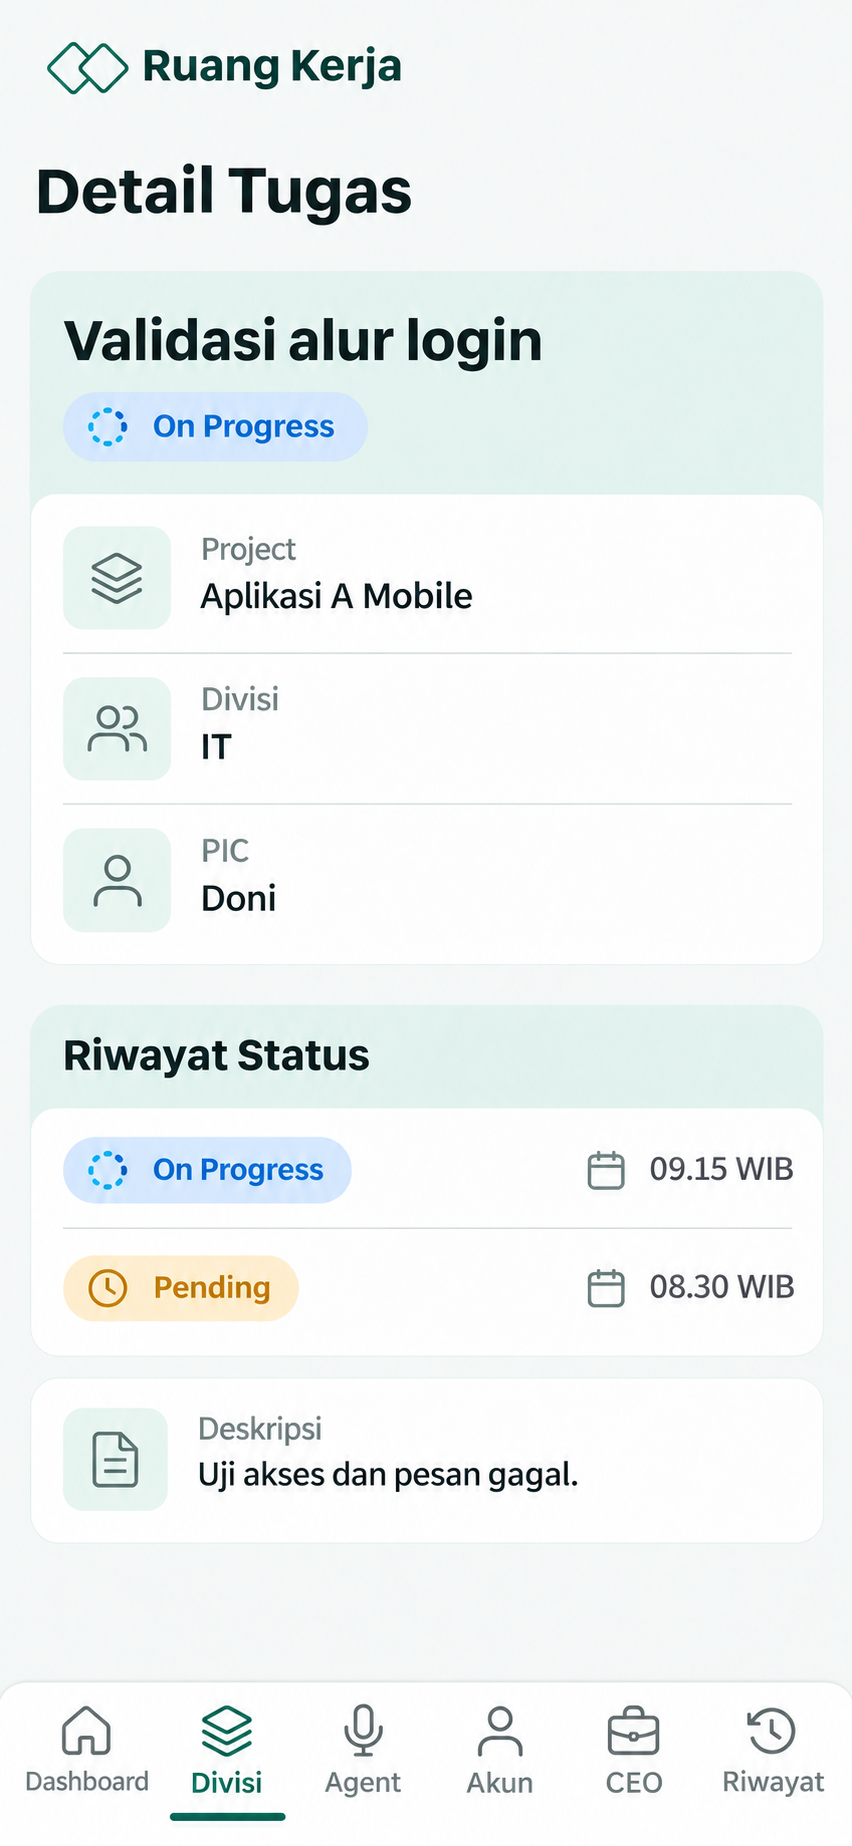 Ruang Kerja
Detail Tugas
Validasi alur login
On Progress
Project
Aplikasi A Mobile
Divisi
IT
PIC
Doni
Riwayat Status
On Progress 09.15 WIB
Pending 08.30 WIB
Deskripsi
Uji akses dan pesan gagal.
Dashboard Divisi Agent Akun CEO Riwayat